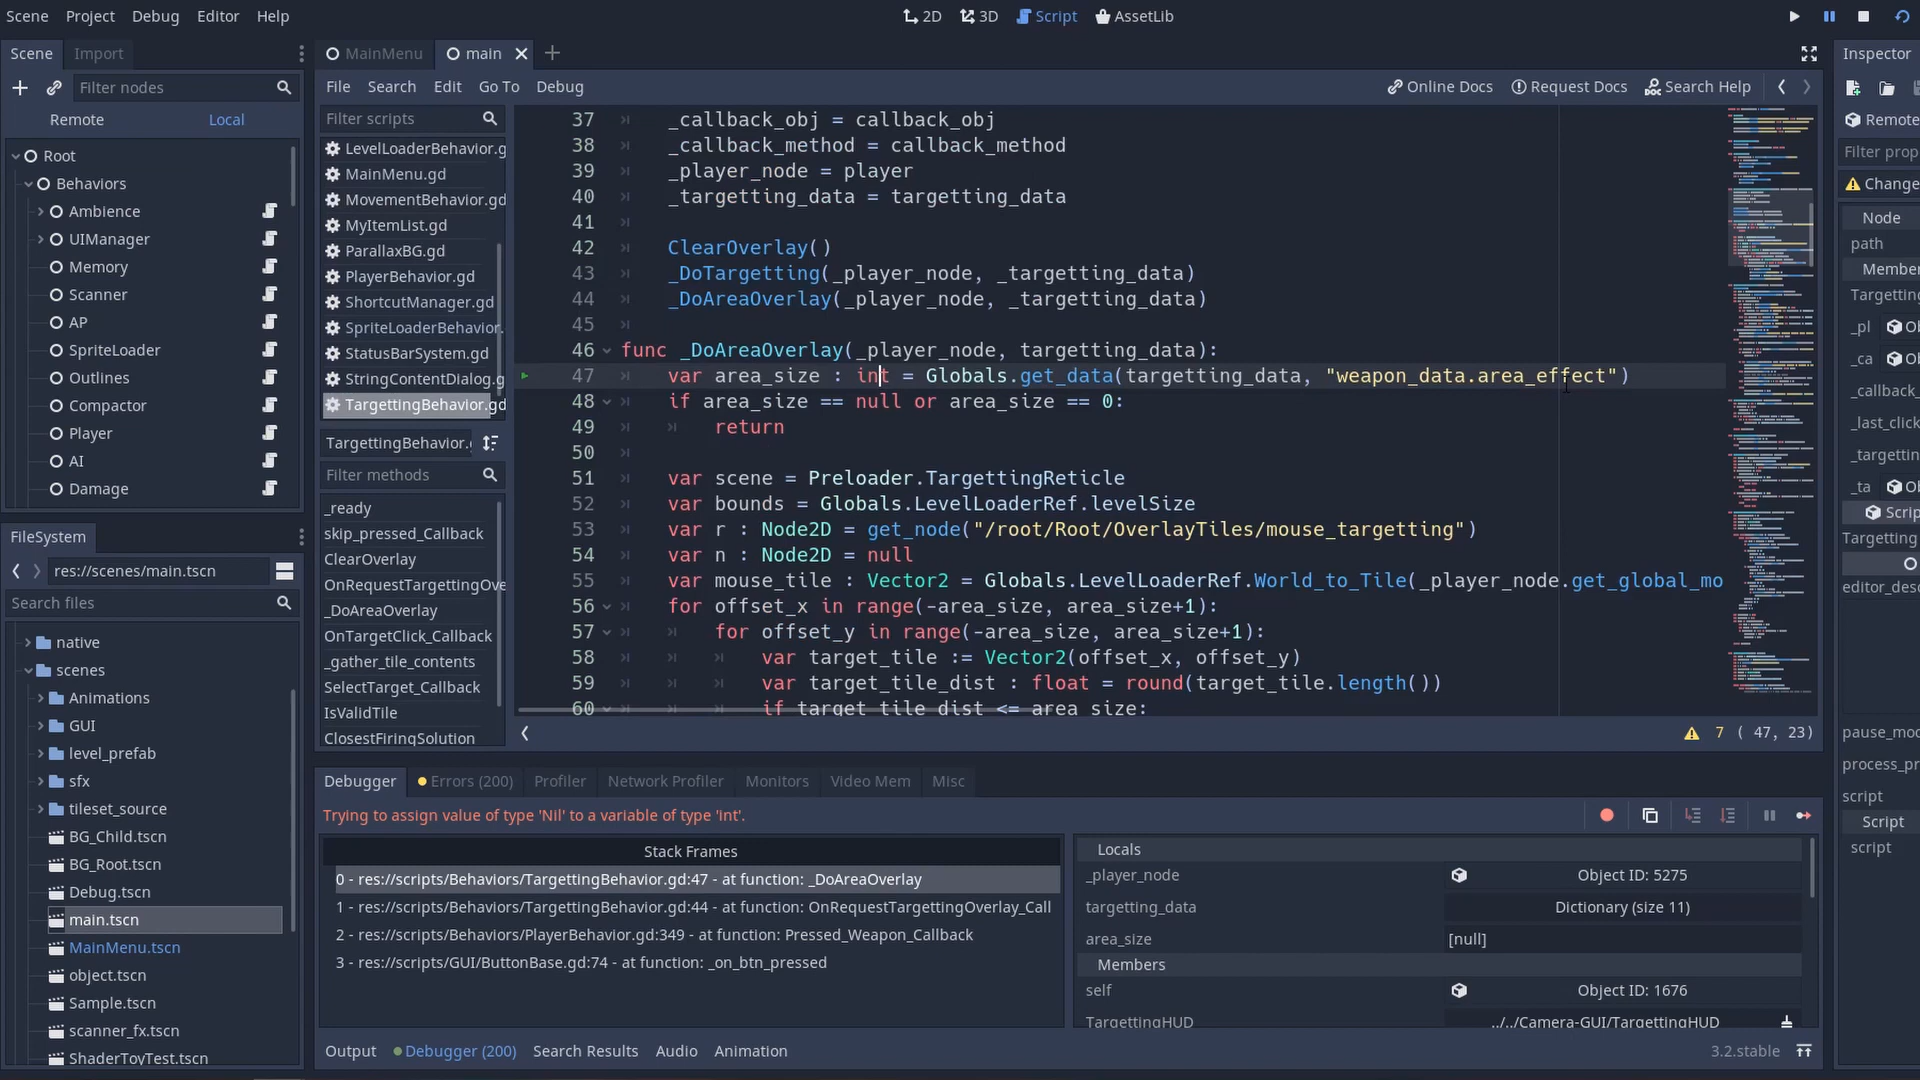 Scene Project Debug Editor Help 2D 3D Script AssetLib
Scene Import
Filter nodes
Remote Local
Root
Behaviors
Ambience
UIManager
Memory
Scanner
AP
SpriteLoader
Outlines
Compactor
Player
AI
Damage
FileSystem
res://scenes/main.tscn
Search files
native
scenes
Animations
GUI
level_prefab
sfx
tileset_source
BG_Child.tscn
BG_Root.tscn
Debug.tscn
main.tscn
MainMenu.tscn
object.tscn
Sample.tscn
scanner_fx.tscn
ShaderToyTest.tscn
MainMenu main
File Search Edit Go To Debug Online Docs Request Docs Search Help
Filter scripts
LevelLoaderBehavior.g
MainMenu.gd
MovementBehavior.gd
MyItemList.gd
ParallaxBG.gd
PlayerBehavior.gd
ShortcutManager.gd
SpriteLoaderBehavior.
StatusBarSystem.gd
StringContentDialog.g
TargettingBehavior.gd
TargettingBehavior.
Filter methods
_ready
skip_pressed_Callback
ClearOverlay
OnRequestTargettingOve
_DoAreaOverlay
OnTargetClick_Callback
_gather_tile_contents
SelectTarget_Callback
IsValidTile
ClosestFiringSolution
37 _callback_obj = callback_obj
38 _callback_method = callback_method
39 _player_node = player
40 _targetting_data = targetting_data
41
42 ClearOverlay()
43 _DoTargetting(_player_node, _targetting_data)
44 _DoAreaOverlay(_player_node, _targetting_data)
45
46 func _DoAreaOverlay(_player_node, targetting_data):
47 var area_size : int = Globals.get_data(targetting_data, "weapon_data.area_effect")
48 if area_size == null or area_size == 0:
49 return
50
51 var scene = Preloader.TargettingReticle
52 var bounds = Globals.LevelLoaderRef.levelSize
53 var r : Node2D = get_node("/root/Root/OverlayTiles/mouse_targetting")
54 var n : Node2D = null
55 var mouse_tile : Vector2 = Globals.LevelLoaderRef.World_to_Tile(_player_node.get_global_mo
56 for offset_x in range(-area_size, area_size+1):
57 for offset_y in range(-area_size, area_size+1):
58 var target_tile := Vector2(offset_x, offset_y)
59 var target_tile_dist : float = round(target_tile.length())
60 if target_tile_dist <= area_size:
7 ( 47, 23)
Debugger Errors (200) Profiler Network Profiler Monitors Video Mem Misc
Trying to assign value of type 'Nil' to a variable of type 'int'.
Stack Frames
0 - res://scripts/Behaviors/TargettingBehavior.gd:47 - at function: _DoAreaOverlay
1 - res://scripts/Behaviors/TargettingBehavior.gd:44 - at function: OnRequestTargettingOverlay_Call
2 - res://scripts/Behaviors/PlayerBehavior.gd:349 - at function: Pressed_Weapon_Callback
3 - res://scripts/GUI/ButtonBase.gd:74 - at function: _on_btn_pressed
Locals
_player_node Object ID: 5275
targetting_data Dictionary (size 11)
area_size [null]
Members
self Object ID: 1676
TargettingHUD ../../Camera-GUI/TargettingHUD
Output Debugger (200) Search Results Audio Animation 3.2.stable
Inspector
Remote
Filter prop
Change
Node
path
Member
Targetting
_pl Ob
_ca Ob
_callback_
_last_click
_targettin
_ta Ob
Scrip
Targetting
editor_desc
pause_mo
process_pr
script
Script
script